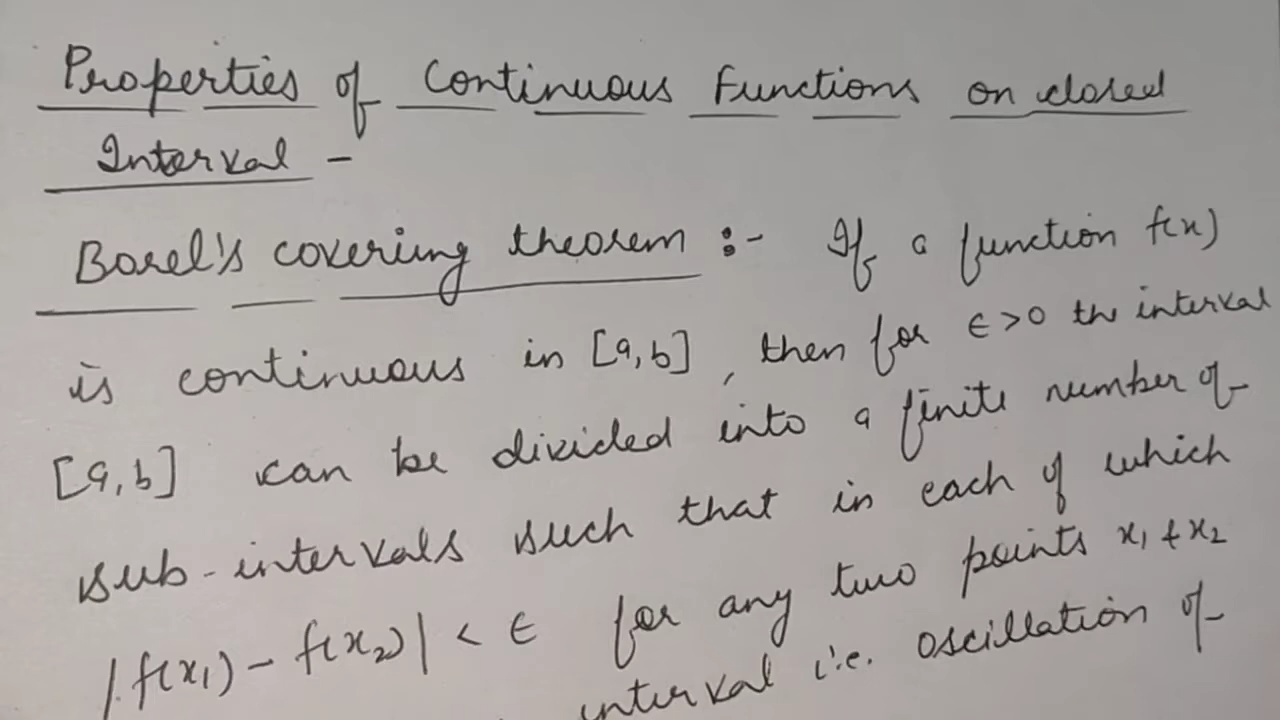 Properties of Continuous Functions on closed
Interval -
Borel's covering theorem :- If a function f(x)
is continuous in [a,b], then for ϵ>0 the interval
[a,b] can be divided into a finite number of
sub-intervals such that in each of which
|f(x₁) - f(x₂)| < ϵ for any two points x₁ & x₂
interval i.e. oscillation of